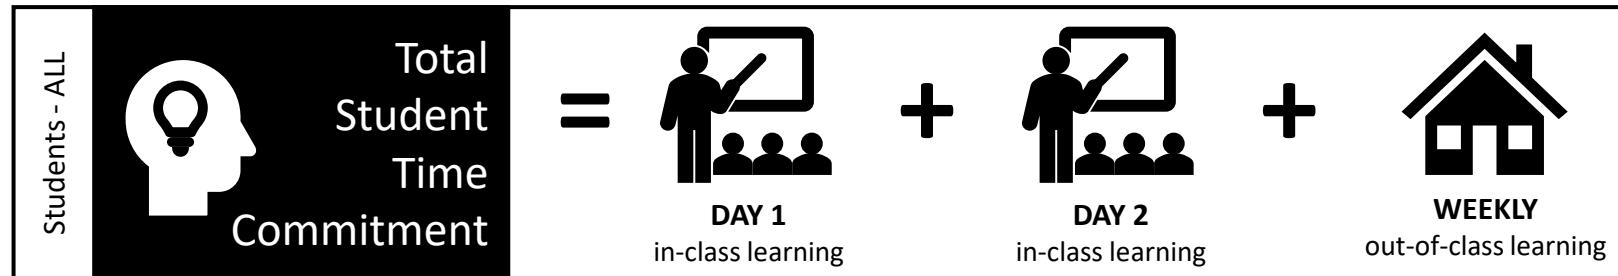 Students - ALL
Total
Student
Time
Commitment
=
+
+
DAY 1
in-class learning
DAY 2
in-class learning
WEEKLY
out-of-class learning